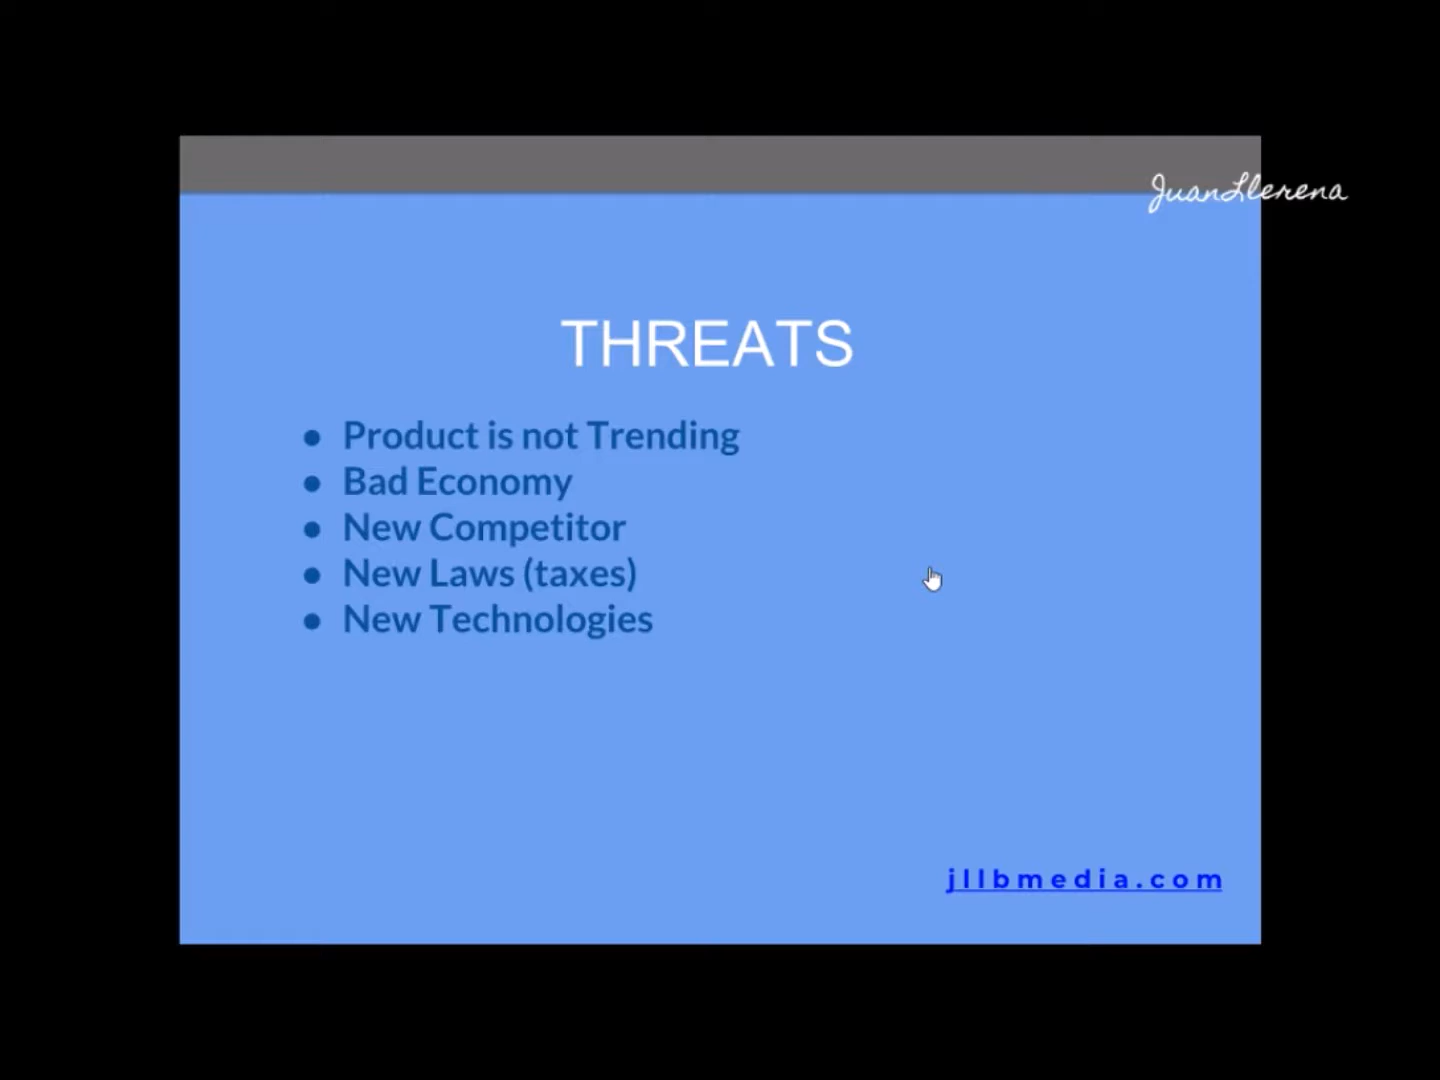 JuanLlerena
THREATS
● Product is not Trending
● Bad Economy
● New Competitor
● New Laws (taxes)
● New Technologies
jllbmedia.com